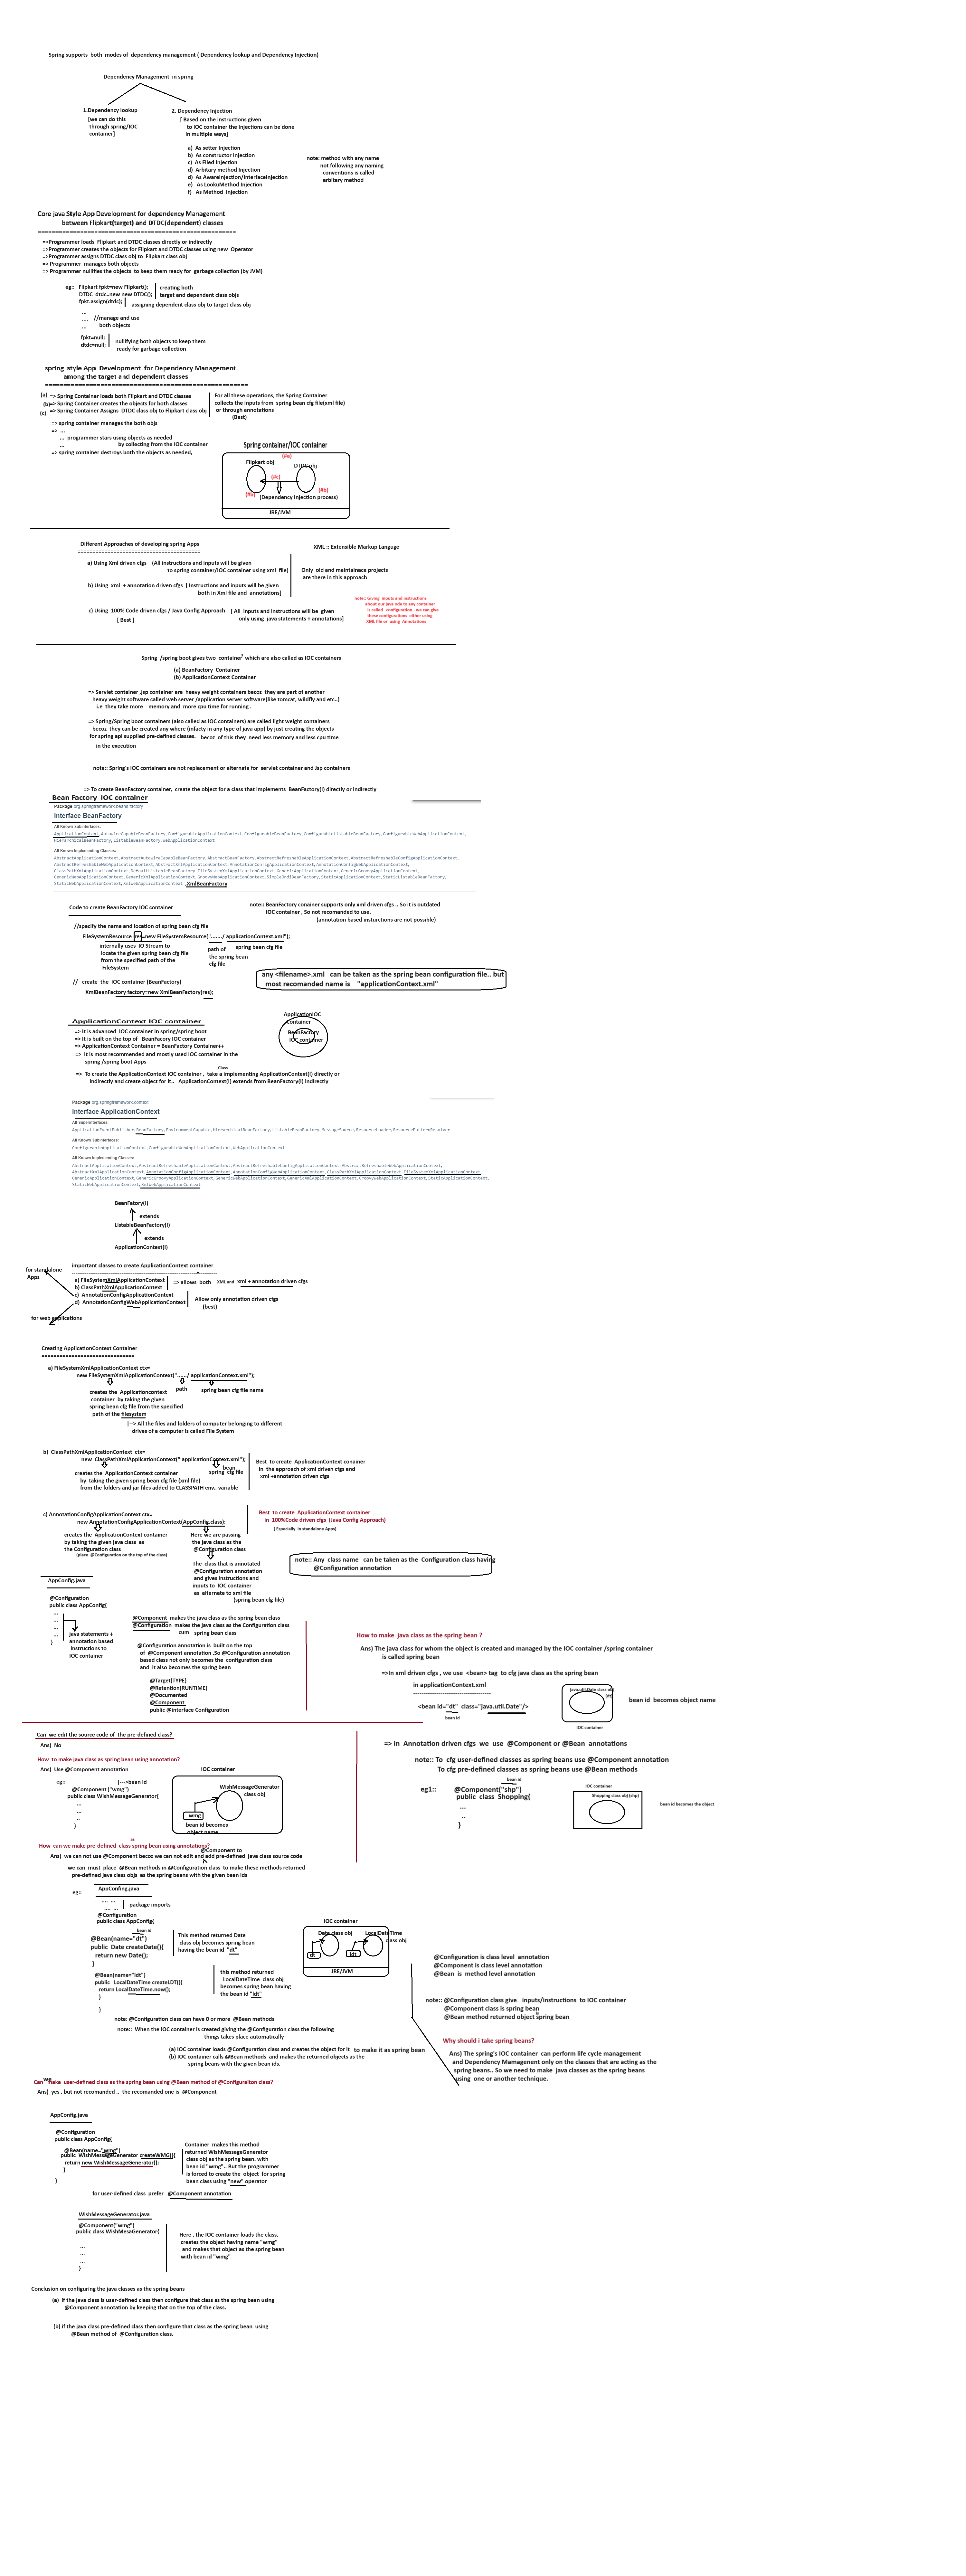 Spring supports both modes of dependency management ( Dependency lookup and Dependency Injection)
Dependency Management in spring
1.Dependency lookup
[we can do this
through spring/IOC
container]
2. Dependency Injection
[ Based on the instructions given
to IOC container the Injections can be done
in multiple ways]
a) As setter Injection
b) As constructor Injection
c) As Filed Injection
d) Arbitary method Injection
d) As AwareInjection/InterfaceInjection
e) As LookuMethod Injection
f) As Method Injection
note: method with any name
not following any naming
conventions is called
arbitary method
Core java Style App Development for dependency Management
between Flipkart(target) and DTDC(dependent) classes
=======================================================
=>Programmer loads Flipkart and DTDC classes directly or indirectly
=>Programmer creates the objects for Flipkart and DTDC classes using new Operator
=>Programmer assigns DTDC class obj to Flipkart class obj
=> Programmer manages both objects
=> Programmer nullifies the objects to keep them ready for garbage collection (by JVM)
eg:: Flipkart fpkt=new Flipkart();
DTDC dtdc=new new DTDC();
creating both
target and dependent class objs
fpkt.assign(dtdc);
assigning dependent class obj to target class obj
...
....
...
//manage and use
both objects
fpkt=null;
dtdc=null;
nullifying both objects to keep them
ready for garbage collection
spring style App Development for Dependency Management
among the target and dependent classes
=======================================================
(a) => Spring Container loads both Flipkart and DTDC classes
(b)=> Spring Container creates the objects for both classes
(c) => Spring Container Assigns DTDC class obj to Flipkart class obj
For all these operations, the Spring Container
collects the inputs from spring bean cfg file(xml file)
or through annotations
(Best)
=> spring container manages the both objs
=> ...
... programmer stars using objects as needed
... by collecting from the IOC container
=> spring container destroys both the objects as needed,
Spring container/IOC container
(#a)
Flipkart obj
DTDC obj
(#c)
(#b)
(#b)
(Dependency Injection process)
JRE/JVM
Different Approaches of developing spring Apps
=========================================
XML :: Extensible Markup Languge
a) Using Xml driven cfgs (All instructions and inputs will be given
to spring container/IOC container using xml file)
Only old and maintainace projects
are there in this approach
b) Using xml + annotation driven cfgs [ Instructions and inputs will be given
both in Xml file and annotations]
c) Using 100% Code driven cfgs / Java Config Approach [ All inputs and instructions will be given
[ Best ]
only using java statements + annotations]
note:: Giving inputs and instructions
about our java ode to any container
is called configuration.. we can give
these configurations either using
XML file or using Annotations
Spring /spring boot gives two container which are also called as IOC containers
(a) BeanFactory Container
(b) ApplicationContext Container
=> Servlet container ,jsp container are heavy weight containers becoz they are part of another
heavy weight software called web server /application server software(like tomcat, wildfly and etc..)
i.e they take more memory and more cpu time for running .
=> Spring/Spring boot containers (also called as IOC containers) are called light weight containers
becoz they can be created any where (infacty in any type of java app) by just creating the objects
for spring api supplied pre-defined classes. becoz of this they need less memory and less cpu time
in the execution
note:: Spring's IOC containers are not replacement or alternate for servlet container and Jsp containers
=> To create BeanFactory container, create the object for a class that implements BeanFactory(I) directly or indirectly
Bean Factory IOC container
Package org.springframework.beans.factory
Interface BeanFactory
All Known Subinterfaces:
ApplicationContext, AutowireCapableBeanFactory, ConfigurableApplicationContext, ConfigurableBeanFactory, ConfigurableListableBeanFactory, ConfigurableWebApplicationContext,
HierarchicalBeanFactory, ListableBeanFactory, WebApplicationContext
All Known Implementing Classes:
AbstractApplicationContext, AbstractAutowireCapableBeanFactory, AbstractBeanFactory, AbstractRefreshableApplicationContext, AbstractRefreshableConfigApplicationContext,
AbstractRefreshableWebApplicationContext, AbstractXmlApplicationContext, AnnotationConfigApplicationContext, AnnotationConfigWebApplicationContext,
ClassPathXmlApplicationContext, DefaultListableBeanFactory, FileSystemXmlApplicationContext, GenericApplicationContext, GenericGroovyApplicationContext,
GenericWebApplicationContext, GenericXmlApplicationContext, GroovyWebApplicationContext, SimpleJndiBeanFactory, StaticApplicationContext, StaticListableBeanFactory,
StaticWebApplicationContext, XmlWebApplicationContext ,XmlBeanFactory
Code to create BeanFactory IOC container
note:: BeanFactory conainer supports only xml driven cfgs .. So it is outdated
IOC container , So not recomanded to use.
(annotation based insturctions are not possible)
//specify the name and location of spring bean cfg file
FileSystemResource res=new FileSystemResource("......./ applicationContext.xml");
internally uses IO Stream to
locate the given spring bean cfg file
from the specified path of the
FileSystem
path of
the spring bean
cfg file
spring bean cfg file
// create the IOC container (BeanFactory)
XmlBeanFactory factory=new XmlBeanFactory(res);
any <filename>.xml can be taken as the spring bean configuration file.. but
most recomanded name is "applicationContext.xml"
ApplicationContext IOC container
=> It is advanced IOC container in spring/spring boot
=> It is built on the top of BeanFacory IOC container
=> ApplicationContext Container = BeanFactory Container++
=> It is most recommended and mostly used IOC container in the
spring /spring boot Apps
ApplicationIOC
Container
BeanFactory
IOC container
Class
=> To create the ApplicationContext IOC container , take a implementing ApplicationContext(I) directly or
indirectly and create object for it.. ApplicationContext(I) extends from BeanFactory(I) indirectly
Package org.springframework.context
Interface ApplicationContext
All Superinterfaces:
ApplicationEventPublisher, BeanFactory, EnvironmentCapable, HierarchicalBeanFactory, ListableBeanFactory, MessageSource, ResourceLoader, ResourcePatternResolver
All Known Subinterfaces:
ConfigurableApplicationContext, ConfigurableWebApplicationContext, WebApplicationContext
All Known Implementing Classes:
AbstractApplicationContext, AbstractRefreshableApplicationContext, AbstractRefreshableConfigApplicationContext, AbstractRefreshableWebApplicationContext,
AbstractXmlApplicationContext, AnnotationConfigApplicationContext, AnnotationConfigWebApplicationContext, ClassPathXmlApplicationContext, FileSystemXmlApplicationContext,
GenericApplicationContext, GenericGroovyApplicationContext, GenericWebApplicationContext, GenericXmlApplicationContext, GroovyWebApplicationContext, StaticApplicationContext,
StaticWebApplicationContext, XmlWebApplicationContext
BeanFatory(I)
extends
ListableBeanFactory(I)
extends
ApplicationContext(I)
for standalone
Apps
important classes to create ApplicationContext container
a) FileSystemXmlApplicationContext
b) ClassPathXmlApplicationContext
=> allows both XML and xml + annotation driven cfgs
c) AnnotationConfigApplicationContext
d) AnnotationConfigWebApplicationContext
Allow only annotation driven cfgs
(best)
for web applications
Creating ApplicationContext Container
===============================
a) FileSystemXmlApplicationContext ctx=
new FileSystemXmlApplicationContext("....../ applicationContext.xml");
creates the Applicationcontext
container by taking the given
spring bean cfg file from the specified
path of the filesystem
path
spring bean cfg file name
|--> All the files and folders of computer belonging to different
drives of a computer is called File System
b) ClassPathXmlApplicationContext ctx=
new ClassPathXmlApplicationContext(" applicationContext.xml");
creates the ApplicationContext container
by taking the given spring bean cfg file (xml file)
from the folders and jar files added to CLASSPATH env.. variable
bean
spring cfg file
Best to create ApplicationContext conainer
in the approach of xml driven cfgs and
xml +annotation driven cfgs
c) AnnotationConfigApplicationContext ctx=
new AnnotationConfigApplicationContext(AppConfig.class);
creates the ApplicationContext container
by taking the given java class as
the Configuration class
(place @Configuration on the top of the class)
Here we are passing
the java class as the
@Configuration class
The class that is annotated
@Configuration annotation
and gives instructions and
inputs to IOC container
as alternate to xml file
(spring bean cfg file)
Best to create ApplicationContext container
in 100%Code driven cfgs (Java Config Approach)
[ Especially in standalone Apps]
note:: Any class name can be taken as the Configuration class having
@Configuration annotation
AppConfig.java
@Configuration
public class AppConfig{
...
...
...
...
}
java statements +
annotation based
instructions to
IOC container
@Component makes the java class as the spring bean class
@Configuration makes the java class as the Configuration class
cum spring bean class
@Configuration annotation is built on the top
of @Component annotation ,So @Configuration annotation
based class not only becomes the configuration class
and it also becomes the spring bean
@Target(TYPE)
@Retention(RUNTIME)
@Documented
@Component
public @interface Configuration
How to make java class as the spring bean ?
Ans) The java class for whom the object is created and managed by the IOC container /spring container
is called spring bean
=>In xml driven cfgs , we use <bean> tag to cfg java class as the spring bean
in applicationContext.xml
<bean id="dt" class="java.util.Date"/>
bean id
java.util.Date class obj
(dt)
IOC container
bean id becomes object name
=> In Annotation driven cfgs we use @Component or @Bean annotations
note:: To cfg user-defined classes as spring beans use @Component annotation
To cfg pre-defined classes as spring beans use @Bean methods
bean id
eg1:: @Component("shp")
public class Shopping{
...
..
}
IOC container
Shopping class obj (shp)
bean id becomes the object
Can we edit the source code of the pre-defined class?
Ans) No
How to make java class as spring bean using annotation?
Ans) Use @Component annotation
eg:: |--->bean id
@Component ("wmg")
public class WishMessageGenerator{
...
...
..
}
IOC container
WishMessageGenerator
class obj
wmg
bean id becomes
object name
as
How can we make pre-defined class spring bean using annotations?
@Component to
Ans) we can not use @Component becoz we can not edit and add pre-defined java class source code
we can must place @Bean methods in @Configuration class to make these methods returned
pre-defined java class objs as the spring beans with the given bean ids
eg:: AppConfing.java
.... ...
.... ...
package imports
@Configuration
public class AppConfig{
bean id
@Bean(name="dt")
public Date createDate(){
return new Date();
}
This method returned Date
class obj becomes spring bean
having the bean id "dt"
@Bean(name="ldt")
public LocalDateTime createLDT(){
return LocalDateTime.now();
}
}
this method returned
LocalDateTime class obj
becomes spring bean having
the bean id "ldt"
IOC container
Date class obj
LocalDateTime
class obj
dt
ldt
JRE/JVM
@Configuration is class level annotation
@Component is class level annotation
@Bean is method level annotation
note:: @Configuration class give inputs/instructions to IOC container
@Component class is spring bean
@Bean method returned object spring bean
Why should i take spring beans?
Ans) The spring's IOC container can perform life cycle management
and Dependency Mamagement only on the classes that are acting as the
spring beans.. So we need to make java classes as the spring beans
using one or another technique.
note: @Configuration class can have 0 or more @Bean methods
note:: When the IOC container is created giving the @Configuration class the following
things takes place automatically
(a) IOC container loads @Configuration class and creates the object for it to make it as spring bean
(b) IOC container calls @Bean methods and makes the returned objects as the
spring beans with the given bean ids.
we
Can make user-defined class as the spring bean using @Bean method of @Configuraiton class?
Ans) yes , but not recomanded .. the recomanded one is @Component
AppConfig.java
@Configuration
public class AppConfig{
@Bean(name="wmg")
public WishMessageGenerator createWMG(){
return new WishMessageGenerator();
}
}
Container makes this method
returned WishMessageGenerator
class obj as the spring bean. with
bean id "wmg".. But the programmer
is forced to create the object for spring
bean class using "new" operator
for user-defined class prefer @Component annotation
WishMessageGenerator.java
@Component("wmg")
public class WishMesaGenerator{
...
...
...
}
Here , the IOC container loads the class,
creates the object having name "wmg"
and makes that object as the spring bean
with bean id "wmg"
Conclusion on configuring the java classes as the spring beans
(a) if the java class is user-defined class then configure that class as the spring bean using
@Component annotation by keeping that on the top of the class.
(b) if the java class pre-defined class then configure that class as the spring bean using
@Bean method of @Configuration class.